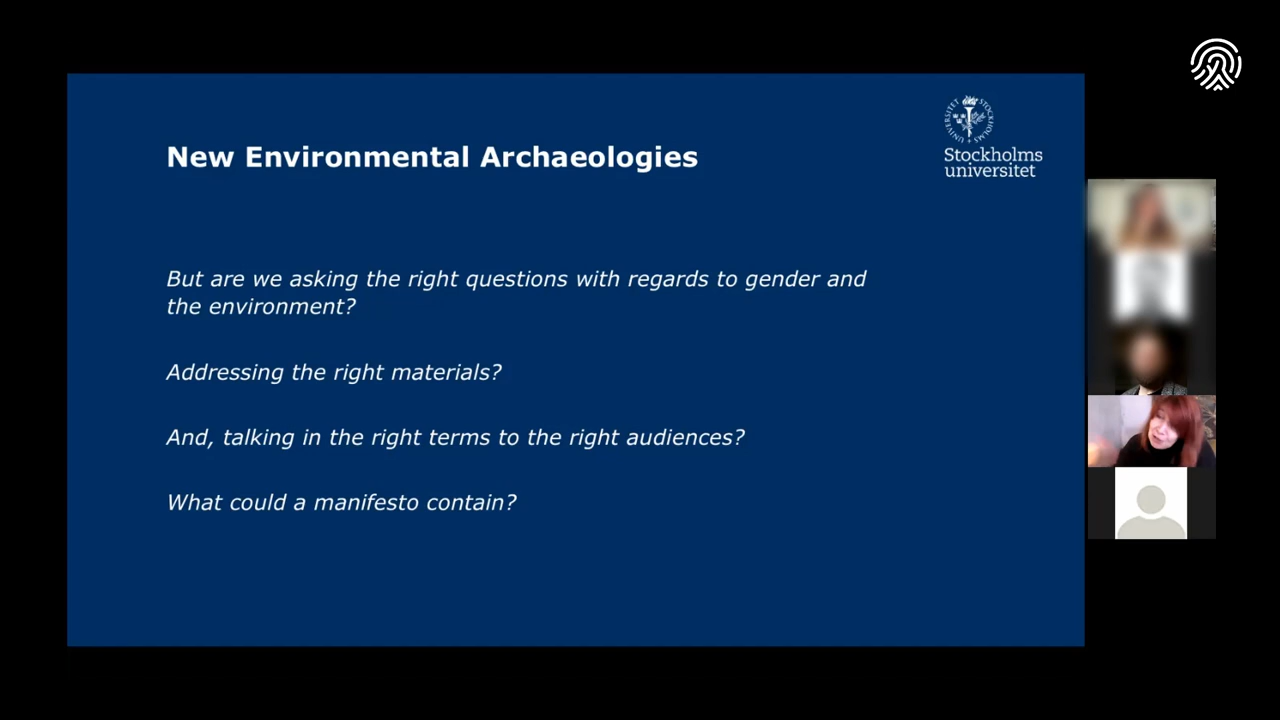 New Environmental Archaeologies
Stockholms
universitet
But are we asking the right questions with regards to gender and
the environment?
Addressing the right materials?
And, talking in the right terms to the right audiences?
What could a manifesto contain?